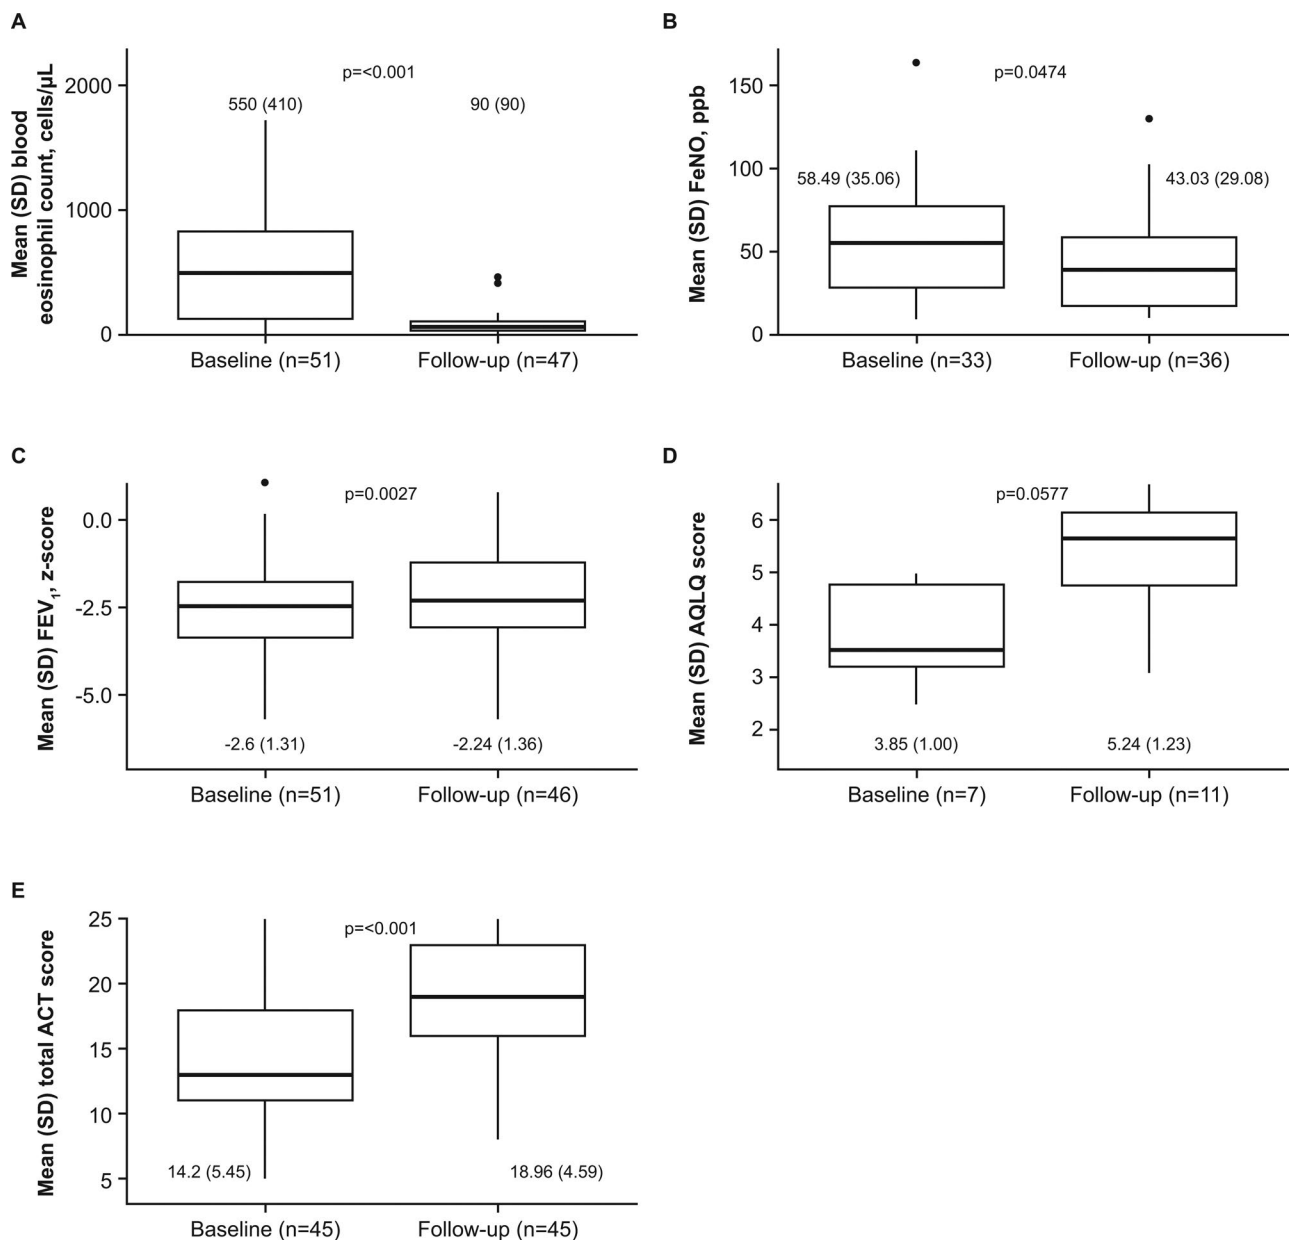 A
Mean (SD) blood
eosinophil count, cells/µL
2000
1000
0
p=<0.001
550 (410)
90 (90)
Baseline (n=51)
Follow-up (n=47)
B
Mean (SD) FeNO, ppb
150
100
50
0
p=0.0474
58.49 (35.06)
43.03 (29.08)
Baseline (n=33)
Follow-up (n=36)
C
Mean (SD) FEV₁, z-score
0.0
-2.5
-5.0
p=0.0027
-2.6 (1.31)
-2.24 (1.36)
Baseline (n=51)
Follow-up (n=46)
D
Mean (SD) AQLQ score
6
5
4
3
2
p=0.0577
3.85 (1.00)
5.24 (1.23)
Baseline (n=7)
Follow-up (n=11)
E
Mean (SD) total ACT score
25
20
15
10
5
p=<0.001
14.2 (5.45)
18.96 (4.59)
Baseline (n=45)
Follow-up (n=45)